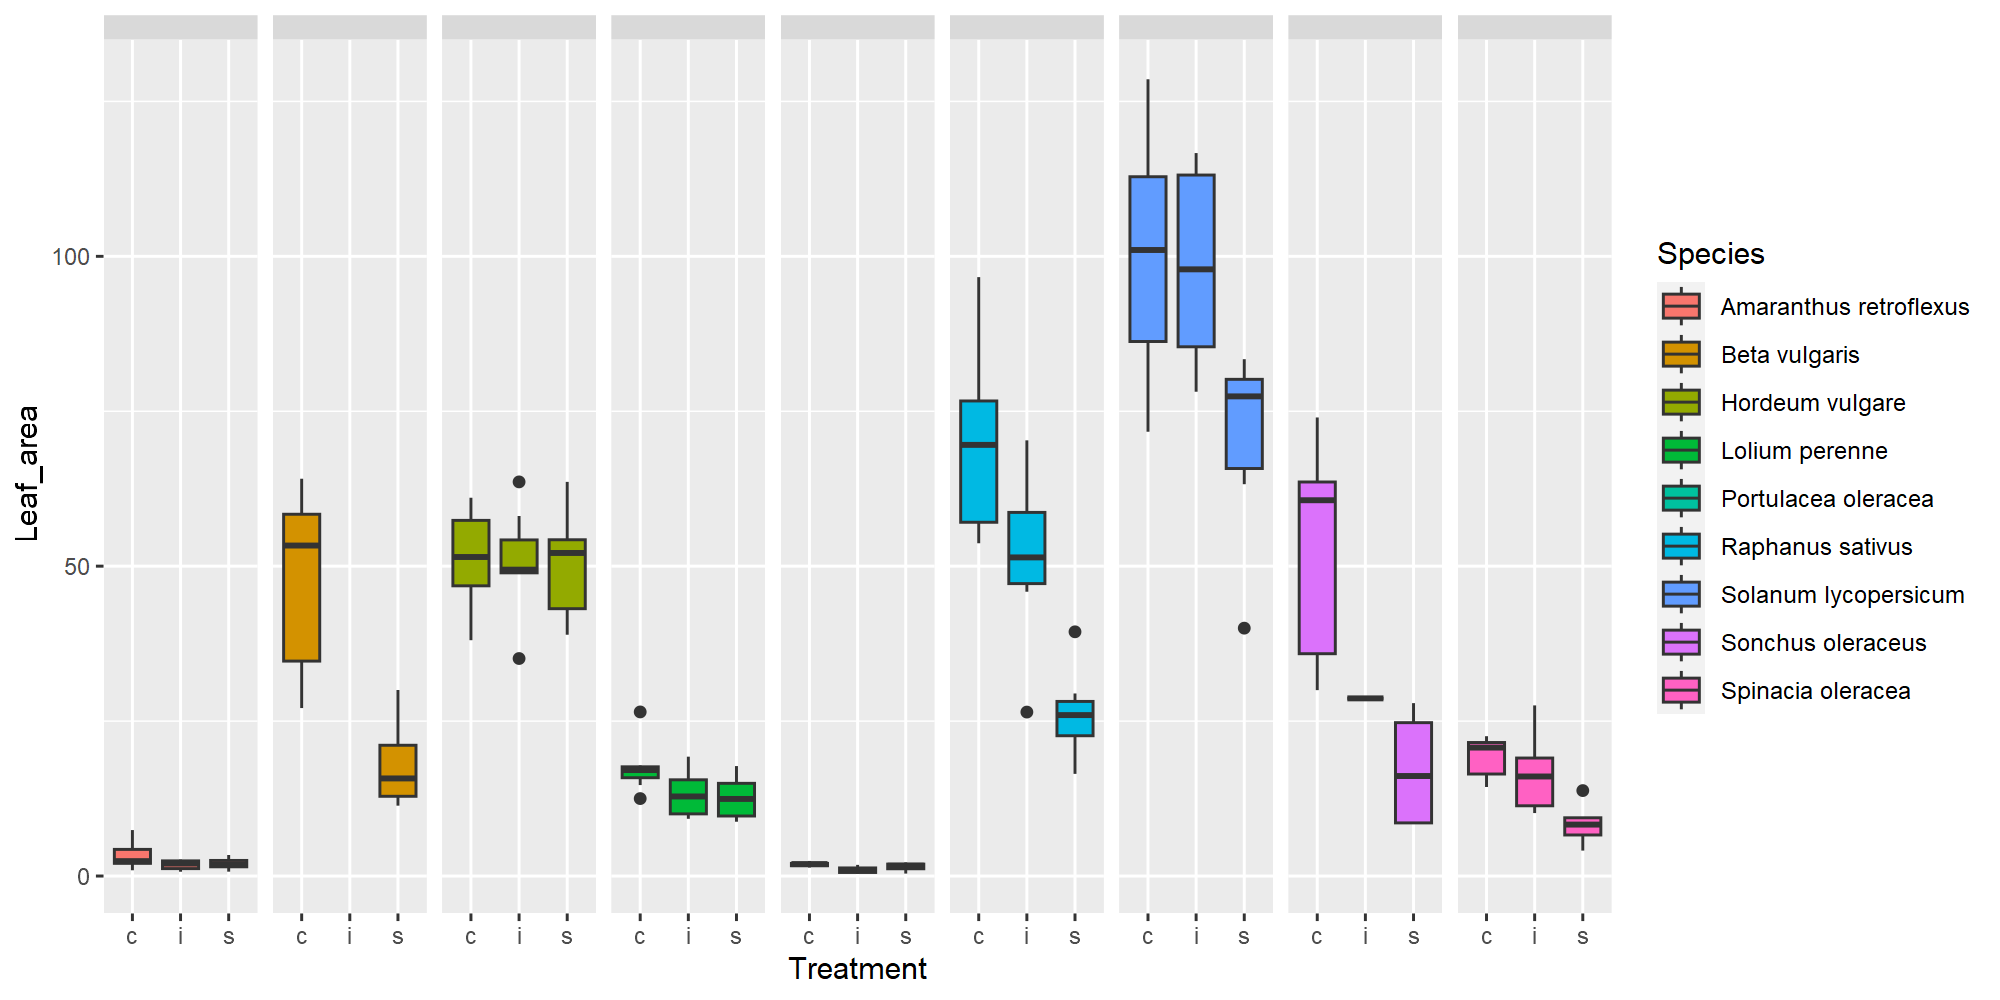 Leaf_area
100
50
0
c i s c i s c i s c i s c i s c i s c i s c i s c i s
Treatment
Species
Amaranthus retroflexus
Beta vulgaris
Hordeum vulgare
Lolium perenne
Portulacea oleracea
Raphanus sativus
Solanum lycopersicum
Sonchus oleraceus
Spinacia oleracea